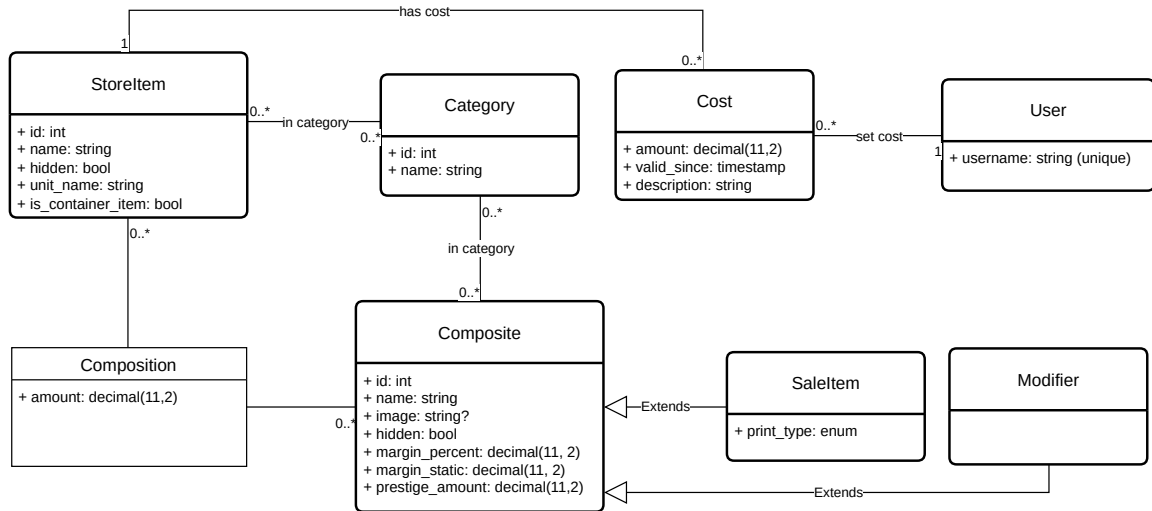 has cost
1
0..*
StoreItem
+ id: int
+ name: string
+ hidden: bool
+ unit_name: string
+ is_container_item: bool
0..*
in category
0..*
Category
+ id: int
+ name: string
Cost
+ amount: decimal(11,2)
+ valid_since: timestamp
+ description: string
0..*
set cost
1
User
+ username: string (unique)
0..*
0..*
in category
0..*
Composition
+ amount: decimal(11,2)
0..*
Composite
+ id: int
+ name: string
+ image: string?
+ hidden: bool
+ margin_percent: decimal(11, 2)
+ margin_static: decimal(11, 2)
+ prestige_amount: decimal(11,2)
Extends
SaleItem
+ print_type: enum
Modifier
Extends